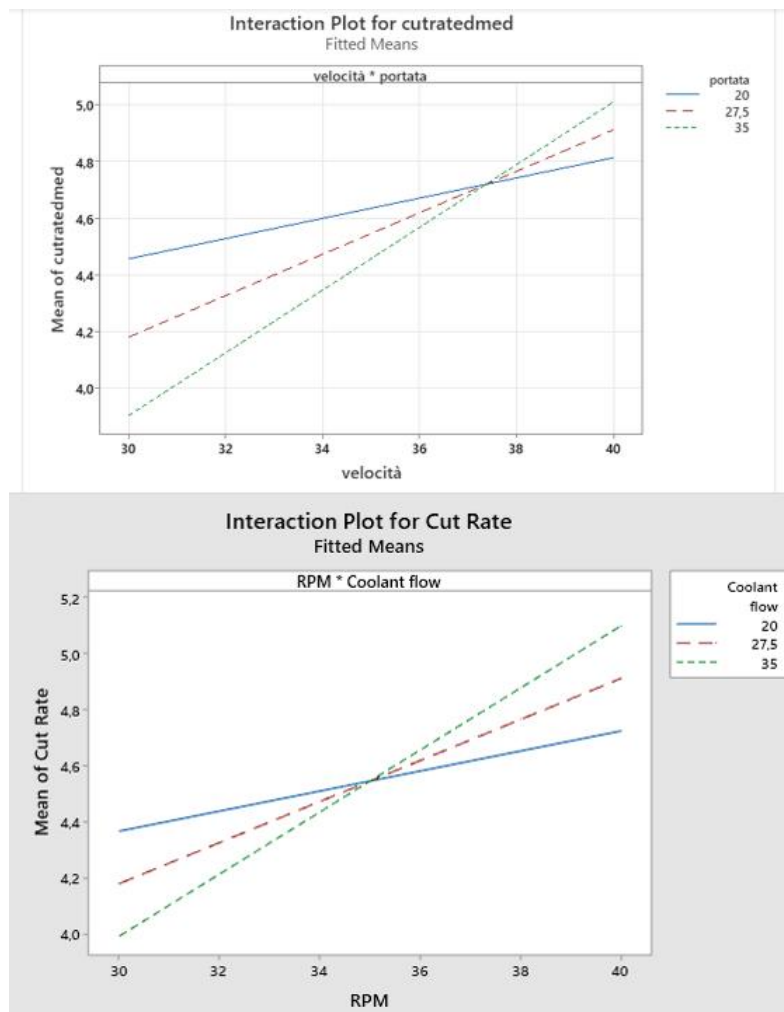 Interaction Plot for cutratedmed
Fitted Means
velocità * portata
portata
20
27,5
35
5,0
4,8
4,6
4,4
4,2
4,0
Mean of cutratedmed
30 32 34 36 38 40
velocità
Interaction Plot for Cut Rate
Fitted Means
RPM * Coolant flow
Coolant
flow
20
27,5
35
5,2
5,0
4,8
4,6
4,4
4,2
4,0
Mean of Cut Rate
30 32 34 36 38 40
RPM